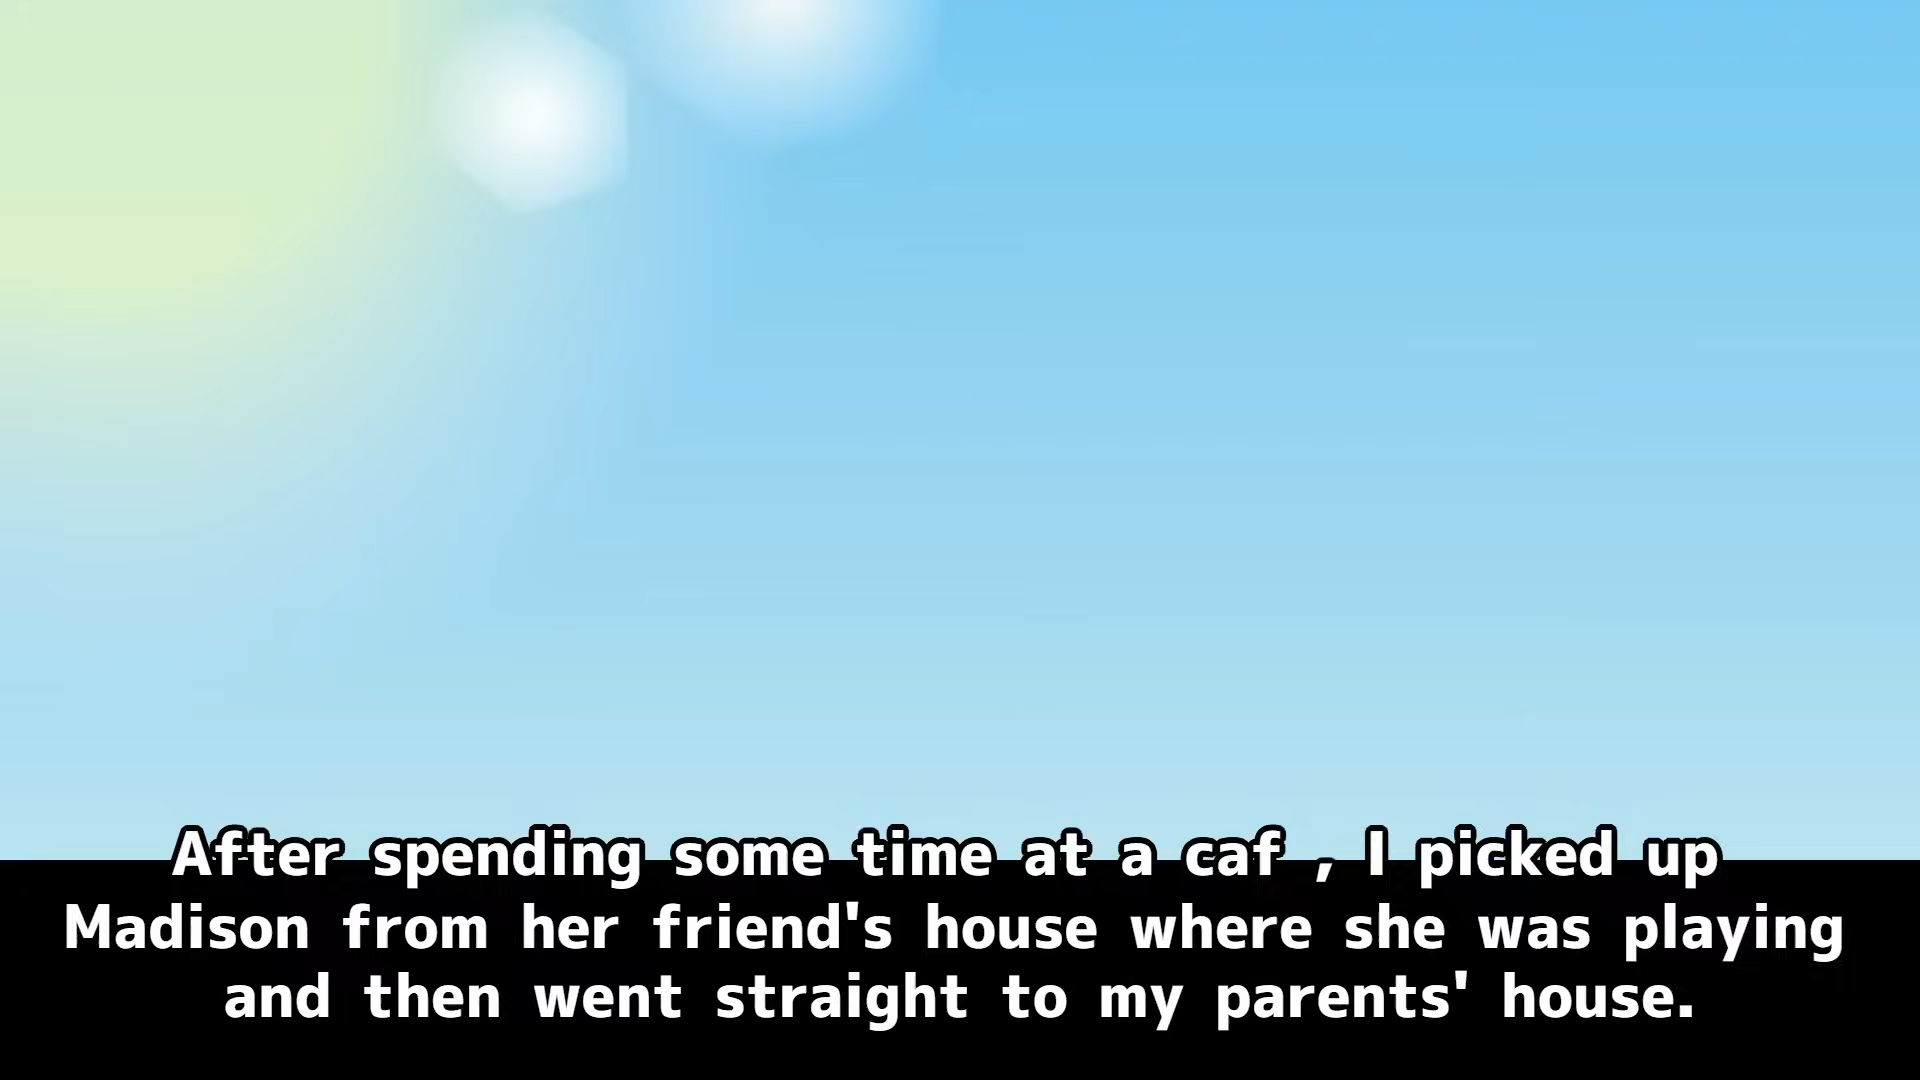 After spending some time at a caf , I picked up
Madison from her friend's house where she was playing
and then went straight to my parents' house.